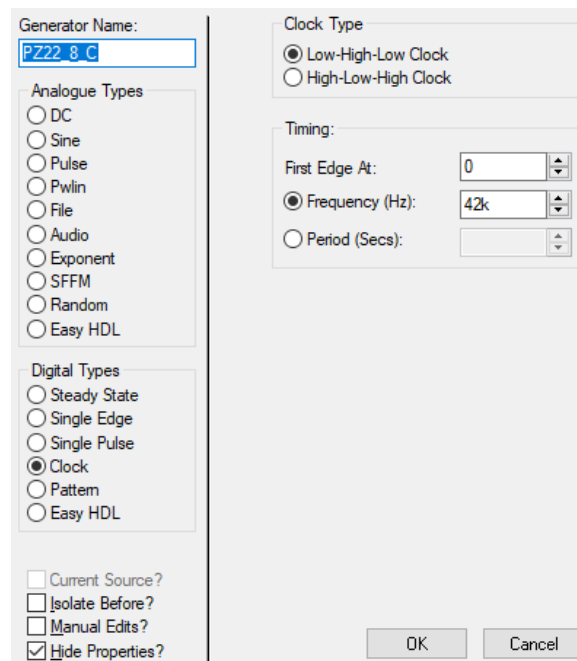 Generator Name:
PZ22_8_C
Analogue Types
DC
Sine
Pulse
Pwlin
File
Audio
Exponent
SFFM
Random
Easy HDL
Digital Types
Steady State
Single Edge
Single Pulse
Clock
Pattern
Easy HDL
Current Source?
Isolate Before?
Manual Edits?
Hide Properties?
Clock Type
Low-High-Low Clock
High-Low-High Clock
Timing:
First Edge At: 0
Frequency (Hz): 42k
Period (Secs):
OK Cancel